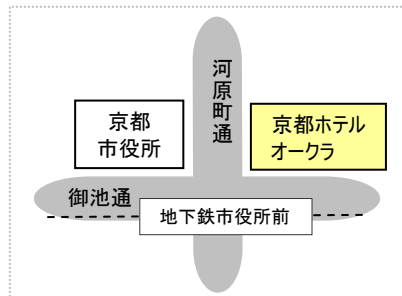 河原町通
京都
市役所
京都ホテル
オークラ
御池通
地下鉄市役所前